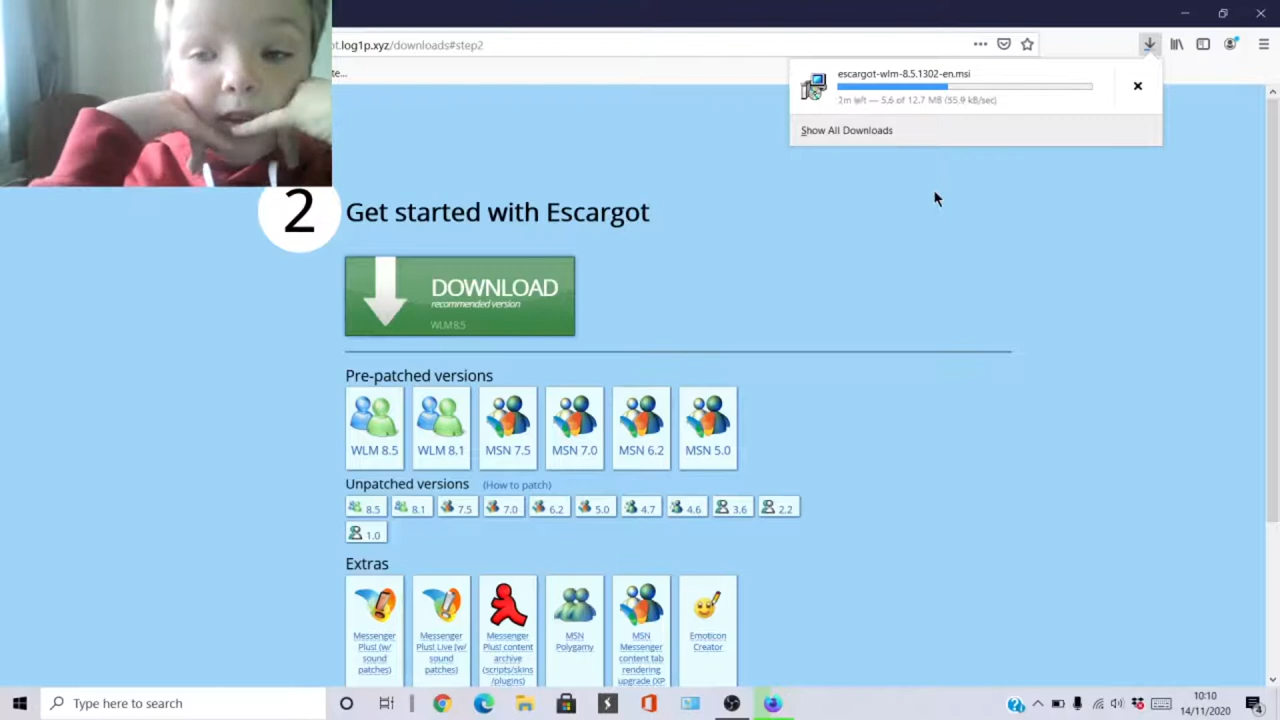 t.log1p.xyz/downloads#step2
te...
escargot-wlm-8.5.1302-en.msi
2m left — 5.6 of 12.7 MB (55.9 kB/sec)
Show All Downloads
2
Get started with Escargot
DOWNLOAD
recommended version
WLM 8.5
Pre-patched versions
WLM 8.5 WLM 8.1 MSN 7.5 MSN 7.0 MSN 6.2 MSN 5.0
Unpatched versions (How to patch)
8.5 8.1 7.5 7.0 6.2 5.0 4.7 4.6 3.6 2.2
1.0
Extras
Messenger Plus! (w/ sound patches)
Messenger Plus! Live (w/ sound patches)
Messenger Plus! content archive (scripts/skins/plugins)
MSN Polygamy
MSN Messenger content tab rendering upgrade (XP
Emoticon Creator
Type here to search
10:10
14/11/2020
4